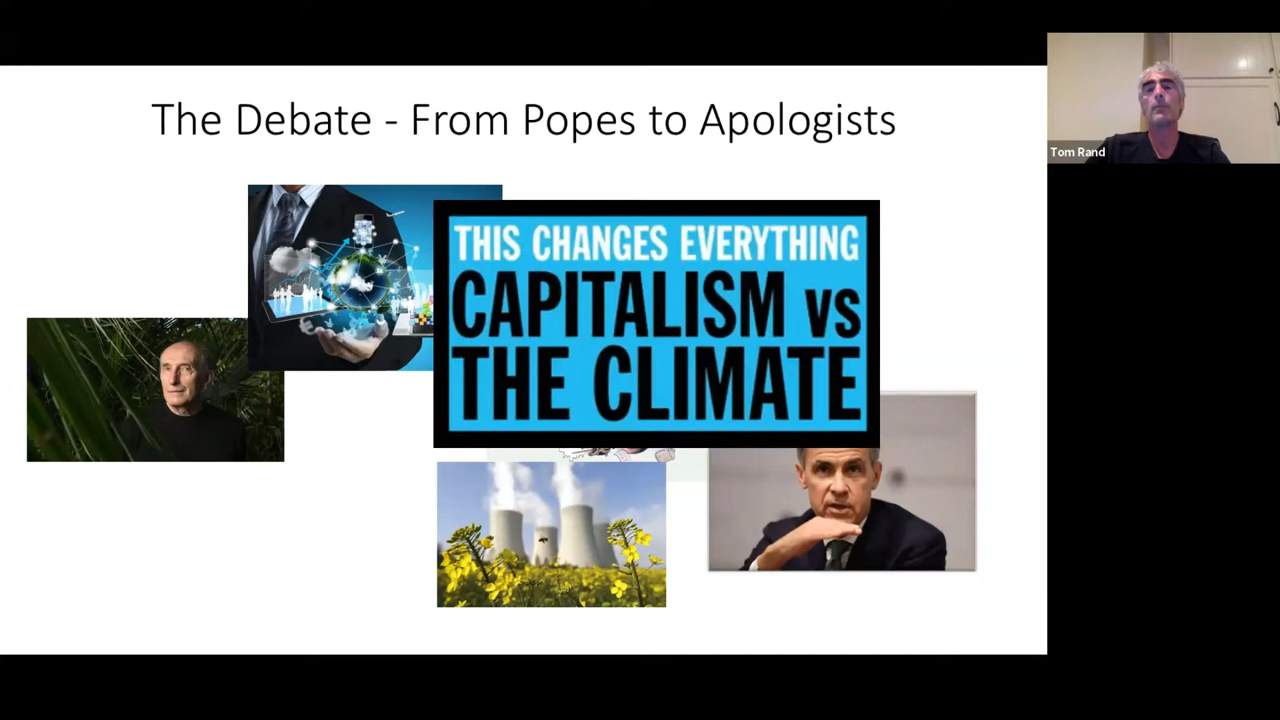 The Debate - From Popes to Apologists
THIS CHANGES EVERYTHING
CAPITALISM VS
THE CLIMATE
Tom Rand